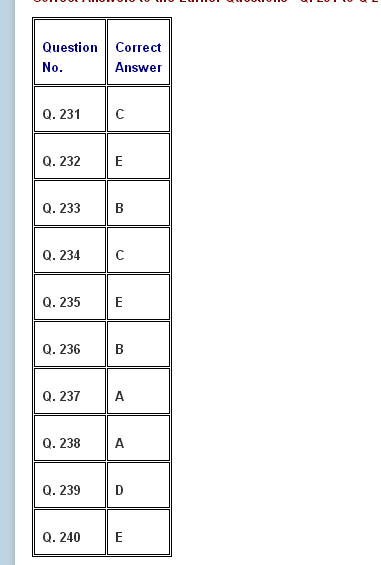 Question Correct
No. Answer
Q. 231 C
Q. 232 E
Q. 233 B
Q. 234 C
Q. 235 E
Q. 236 B
Q. 237 A
Q. 238 A
Q. 239 D
Q. 240 E